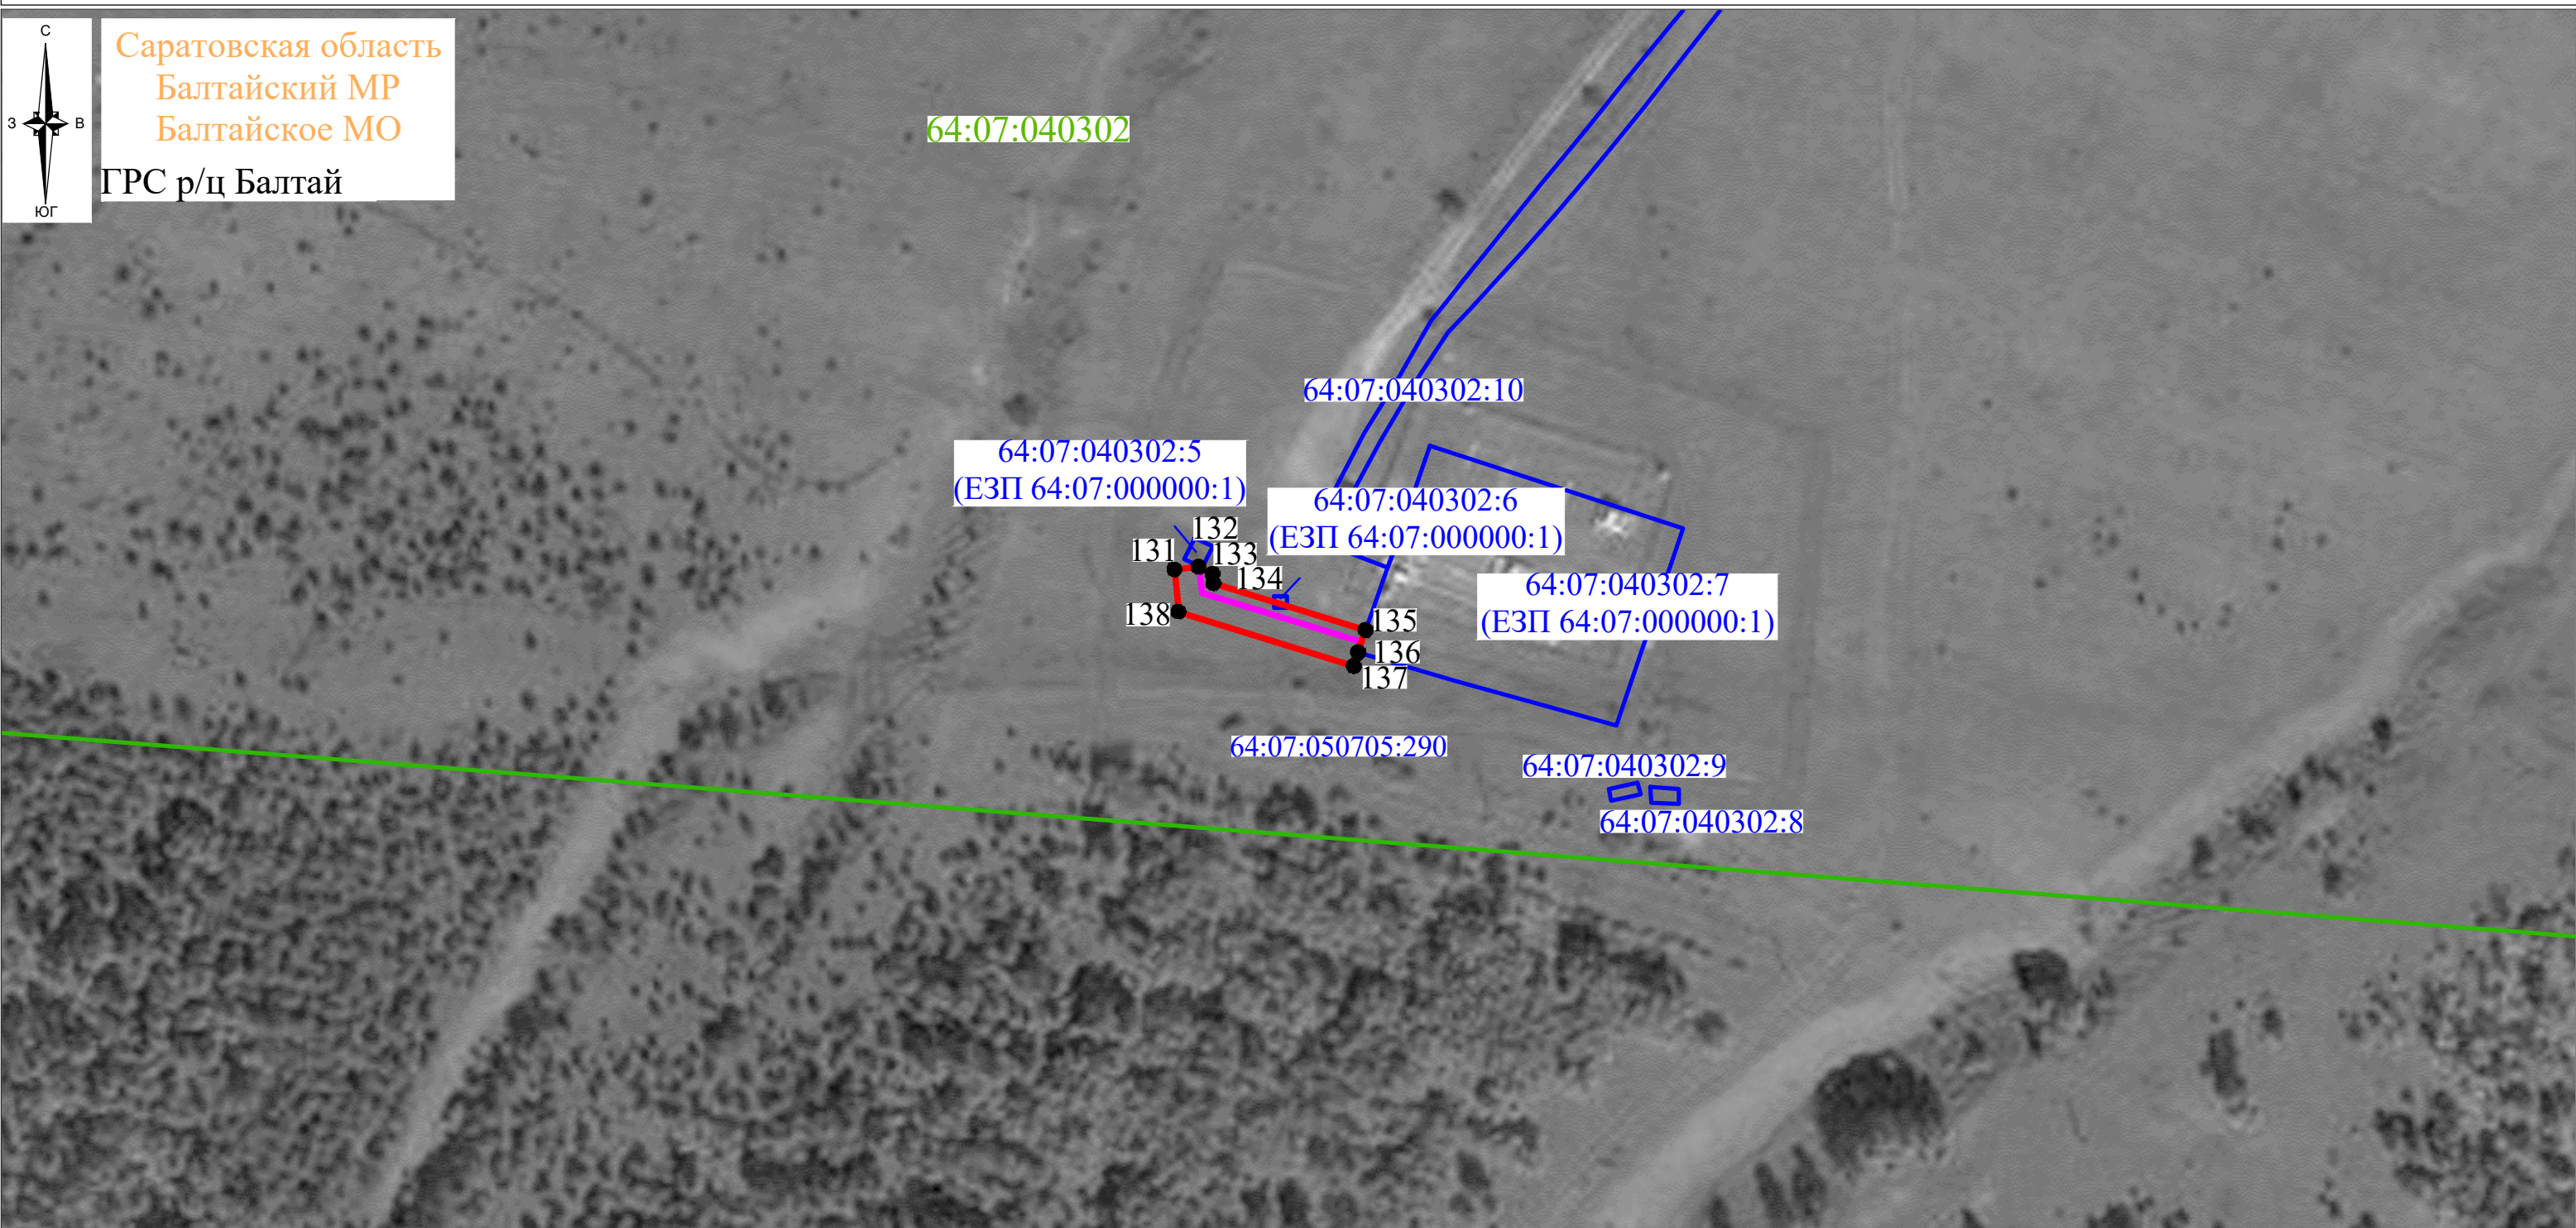 С
З
В
ЮГ
Саратовская область
Балтайский МР
Балтайское МО
ГРС р/ц Балтай
64:07:040302
64:07:040302:10
64:07:040302:5
(ЕЗП 64:07:000000:1)
64:07:040302:6
(ЕЗП 64:07:000000:1)
132
131
133
134
64:07:040302:7
(ЕЗП 64:07:000000:1)
138
135
136
137
64:07:050705:290
64:07:040302:9
64:07:040302:8